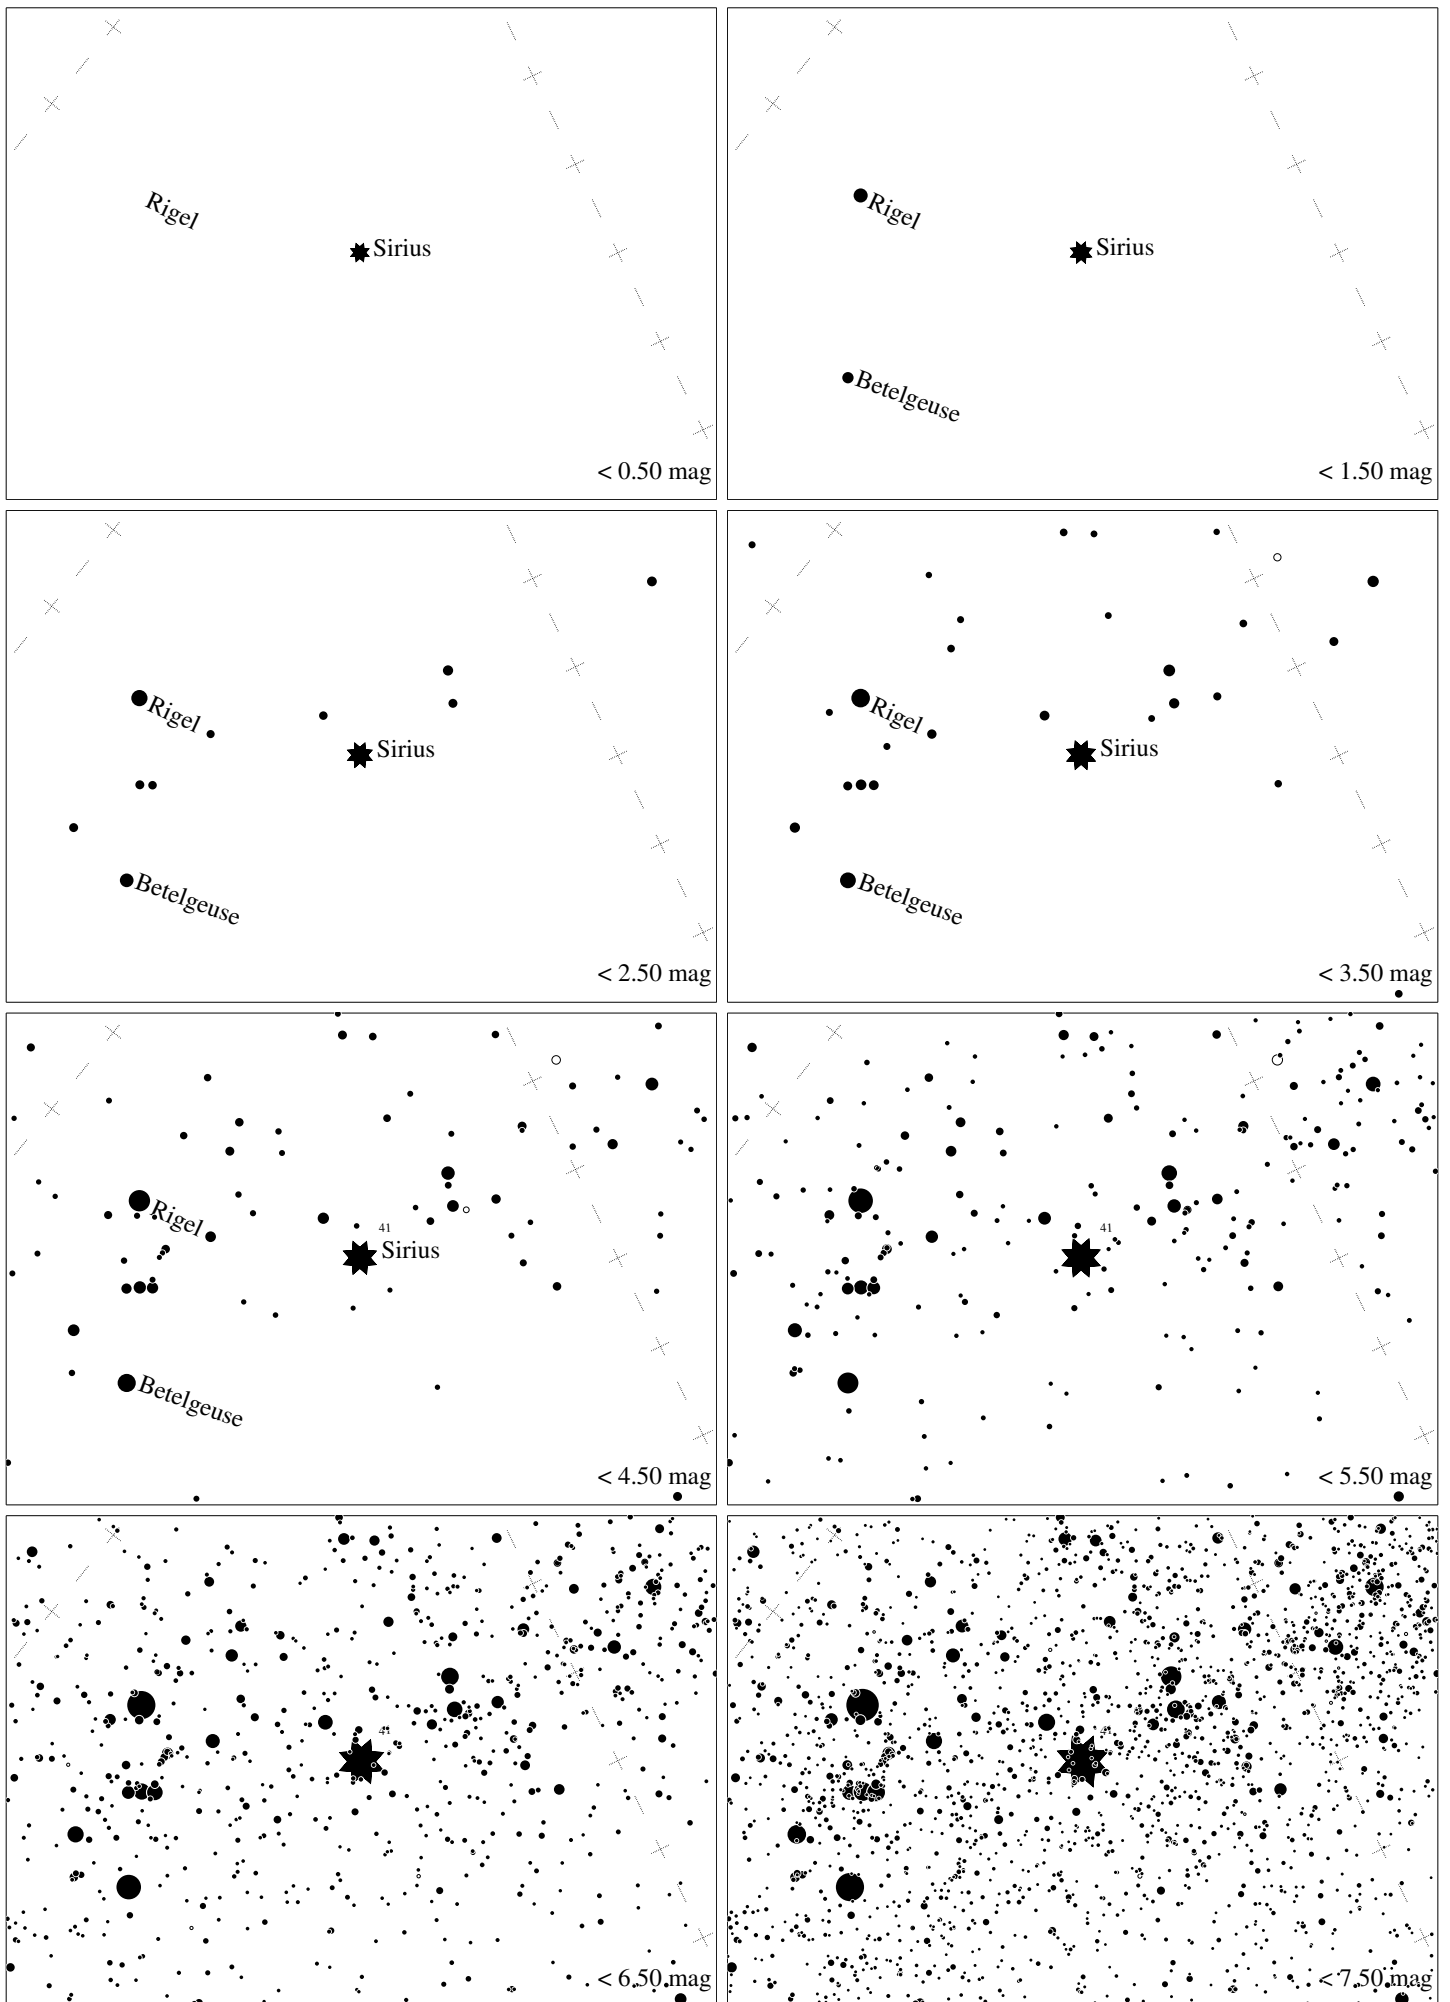 Rigel
Sirius
< 0.50 mag
Rigel
Sirius
Betelgeuse
< 1.50 mag
Rigel
Sirius
Betelgeuse
< 2.50 mag
Rigel
Sirius
Betelgeuse
< 3.50 mag
41
Rigel
Sirius
Betelgeuse
< 4.50 mag
41
< 5.50 mag
41
< 6.50 mag
< 7.50 mag